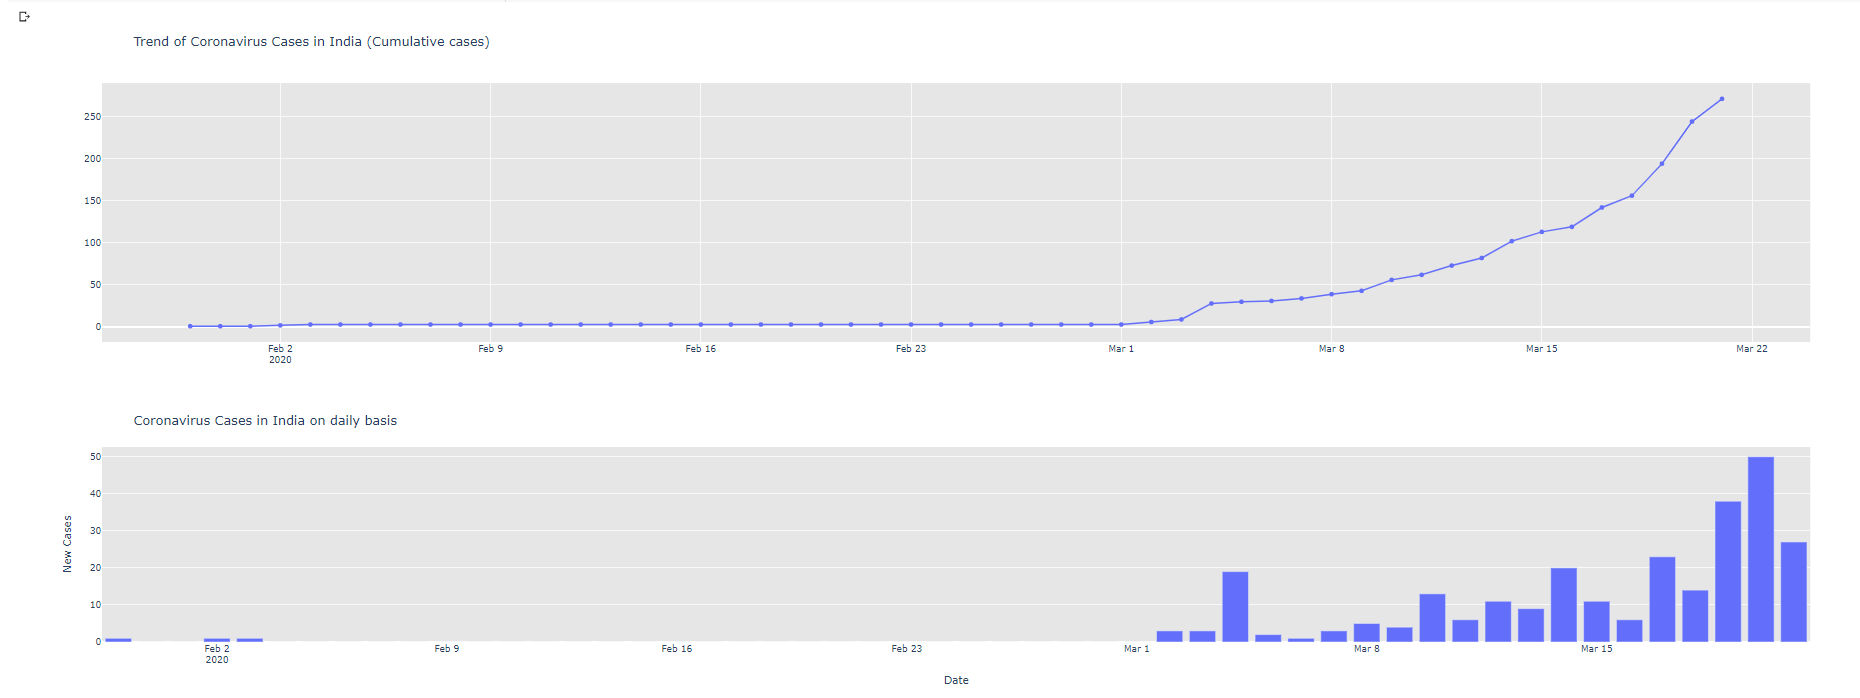 Trend of Coronavirus Cases in India (Cumulative cases)
250
200
150
100
50
0
Feb 2 Feb 9 Feb 16 Feb 23 Mar 1 Mar 8 Mar 15 Mar 22
2020
Coronavirus Cases in India on daily basis
New Cases
50
40
30
20
10
0
Feb 2 Feb 9 Feb 16 Feb 23 Mar 1 Mar 8 Mar 15
2020
Date